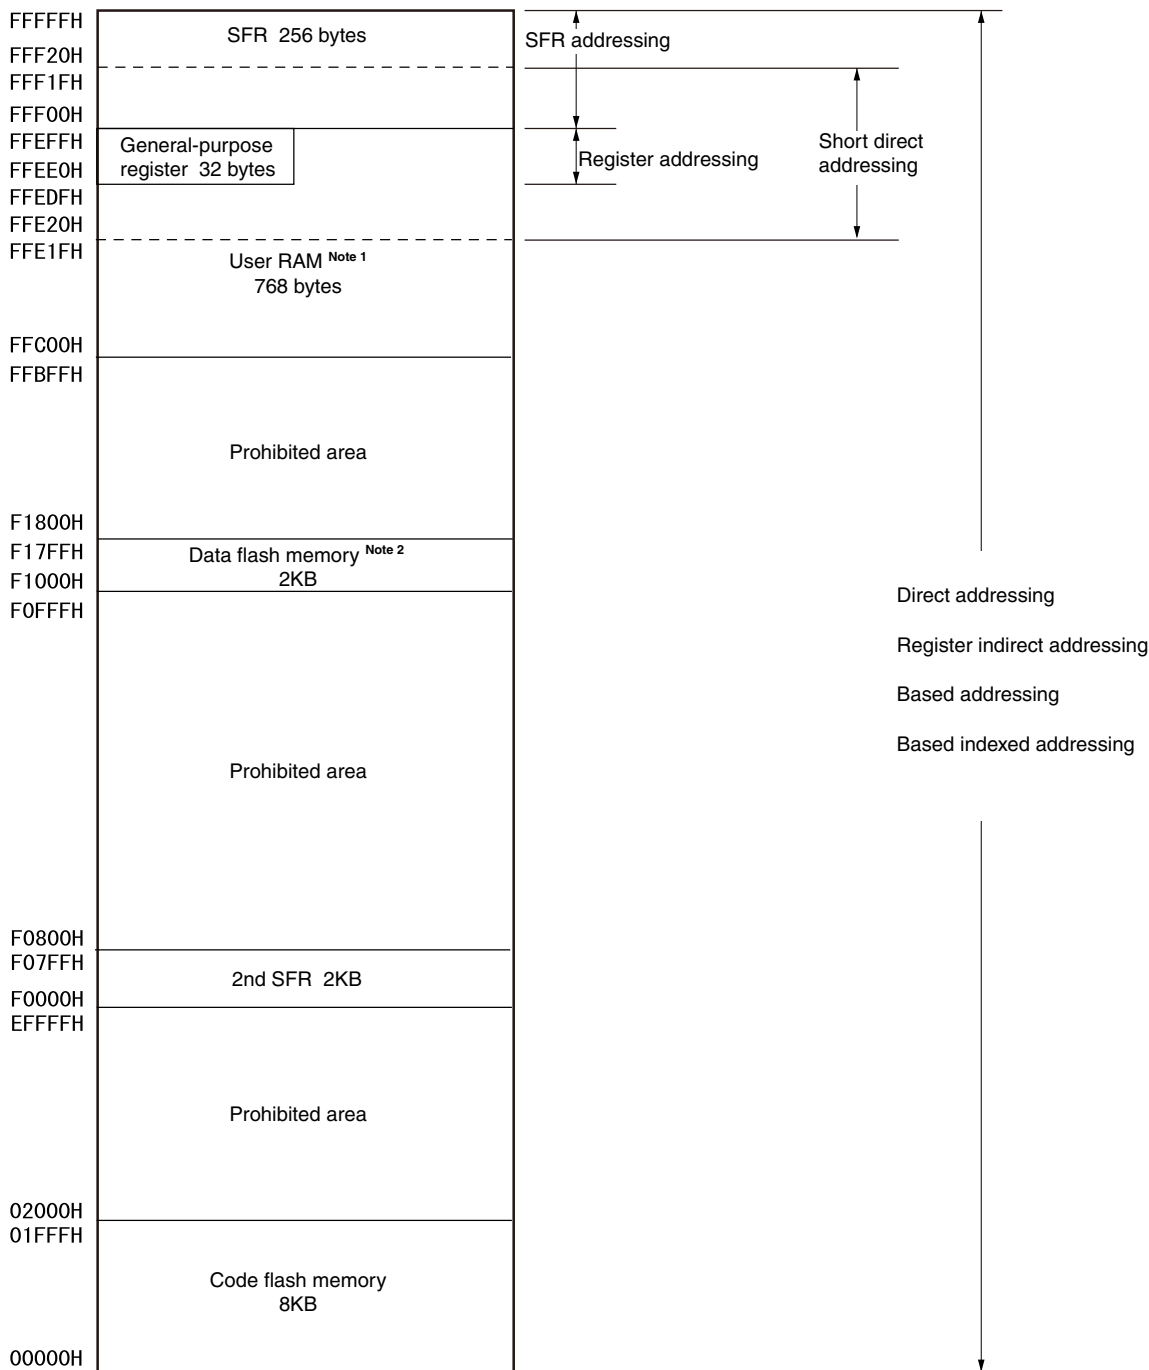 FFFFFH
SFR 256 bytes
SFR addressing
FFF20H
FFF1FH
FFF00H
FFEFFH
General-purpose
register 32 bytes
Register addressing
Short direct
addressing
FFEE0H
FFEDFH
FFE20H
FFE1FH
User RAM Note 1
768 bytes
FFC00H
FFBFFH
Prohibited area
F1800H
F17FFH
Data flash memory Note 2
2KB
F1000H
F0FFFH
Direct addressing
Register indirect addressing
Based addressing
Based indexed addressing
Prohibited area
F0800H
F07FFH
2nd SFR 2KB
F0000H
EFFFFH
Prohibited area
02000H
01FFFH
Code flash memory
8KB
00000H